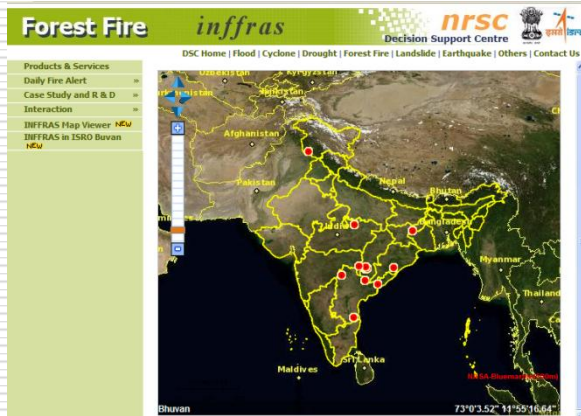 Forest Fire
inffras
nrsc
Decision Support Centre
DSC Home | Flood | Cyclone | Drought | Forest Fire | Landslide | Earthquake | Others | Contact Us
Products & Services
Daily Fire Alert »
Case Study and R & D »
Interaction »
INFFRAS Map Viewer NEW
INFFRAS in ISRO Buvan
NEW
Uzbekistan
Kyrgyzstan
Afghanistan
Pakistan
Nepal
Bhutan
India
Bangladesh
Myanmar
Thailand
Sri Lanka
Maldives
Bhuvan
73°0'3.52" 11°55'16.64"